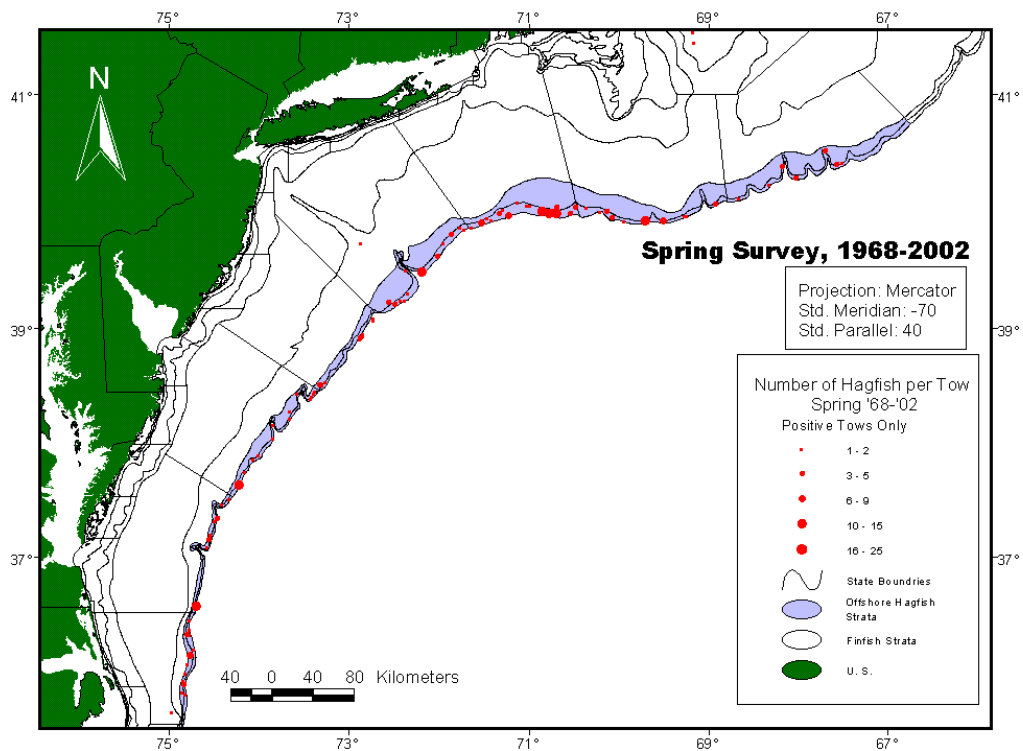 75° 73° 71° 69° 67°
N
41° 41°
Spring Survey, 1968-2002
Projection: Mercator
Std. Meridian: -70
Std. Parallel: 40
39° 39°
Number of Hagfish per Tow
Spring '68-'02
Positive Tows Only
1 - 2
3 - 5
6 - 9
10 - 15
16 - 25
State Boundries
Offshore Hagfish
Strata
Finfish Strata
U. S.
37° 37°
40 0 40 80 Kilometers
75° 73° 71° 69° 67°